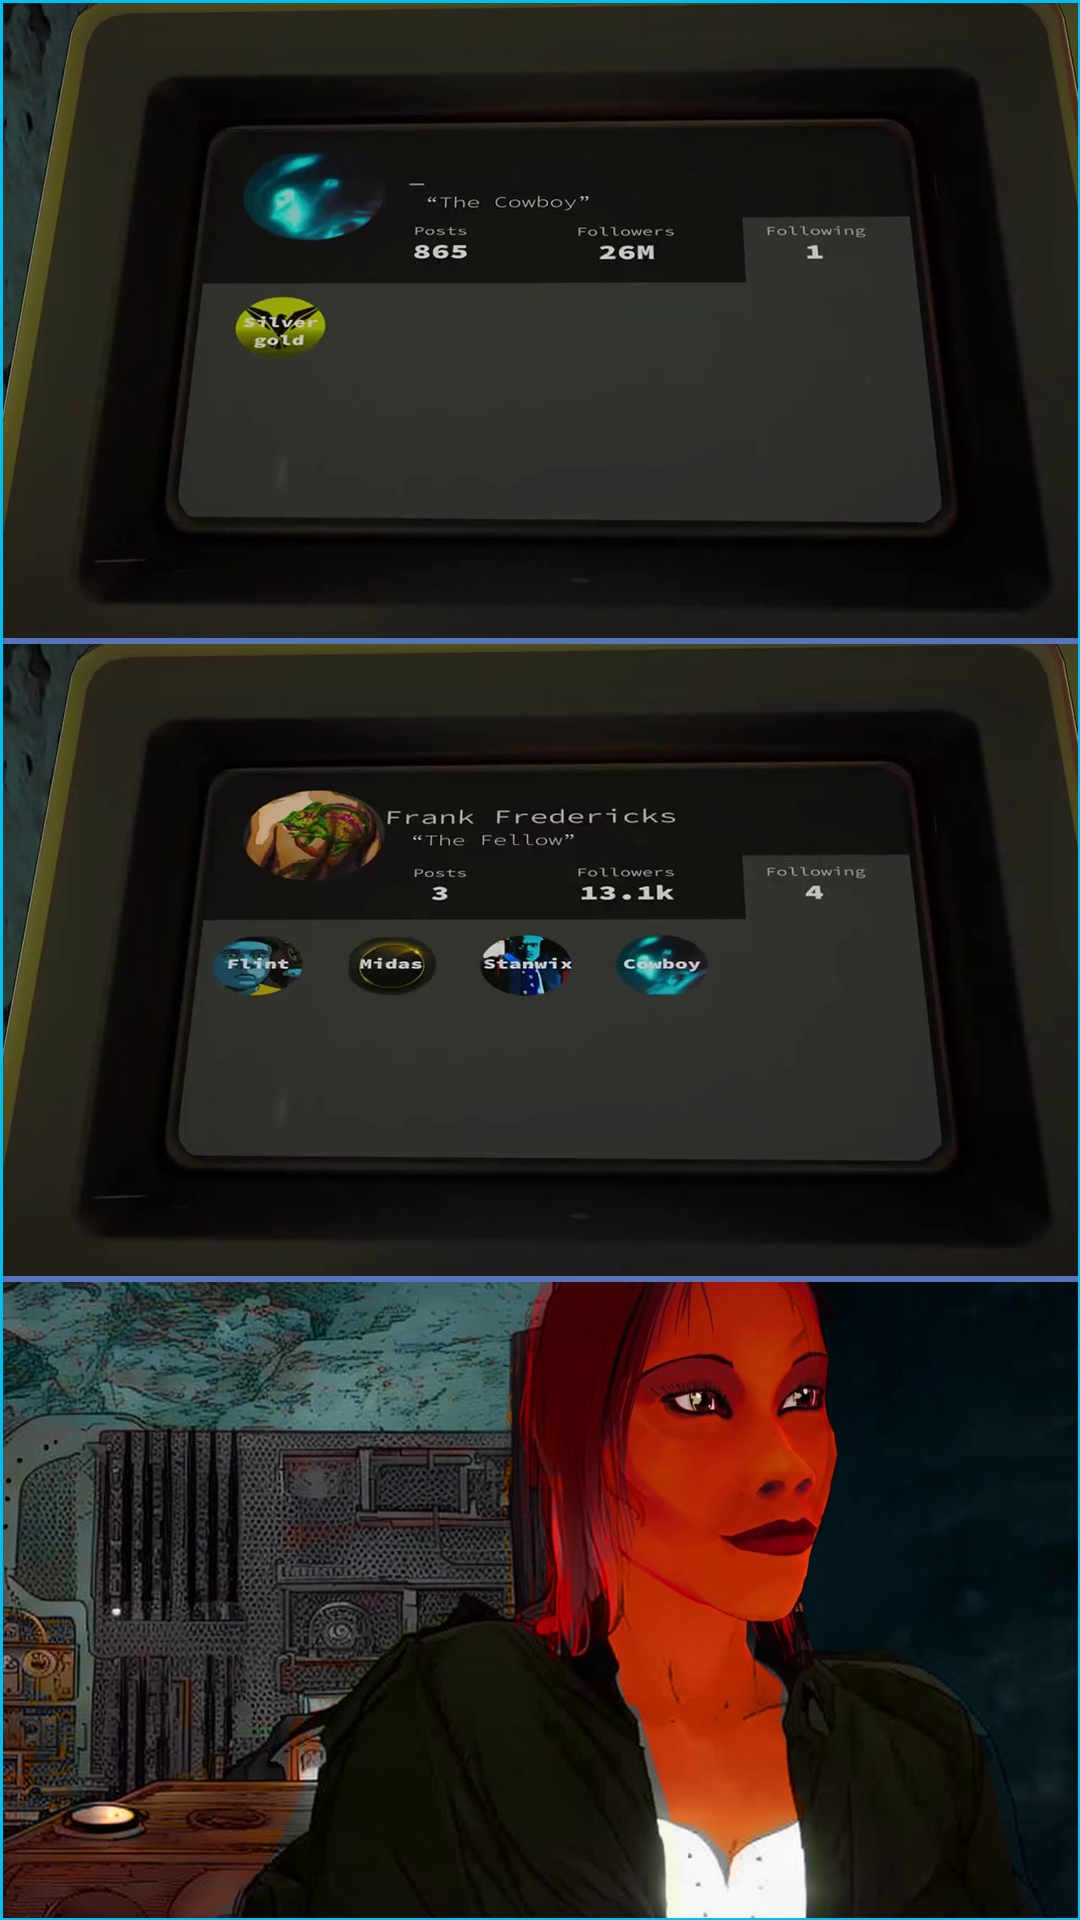 —
“The Cowboy”
Posts Followers Following
865 26M 1
Silver
gold
Frank Fredericks
“The Fellow”
Posts Followers Following
3 13.1k 4
Flint Midas Stanwix Cowboy